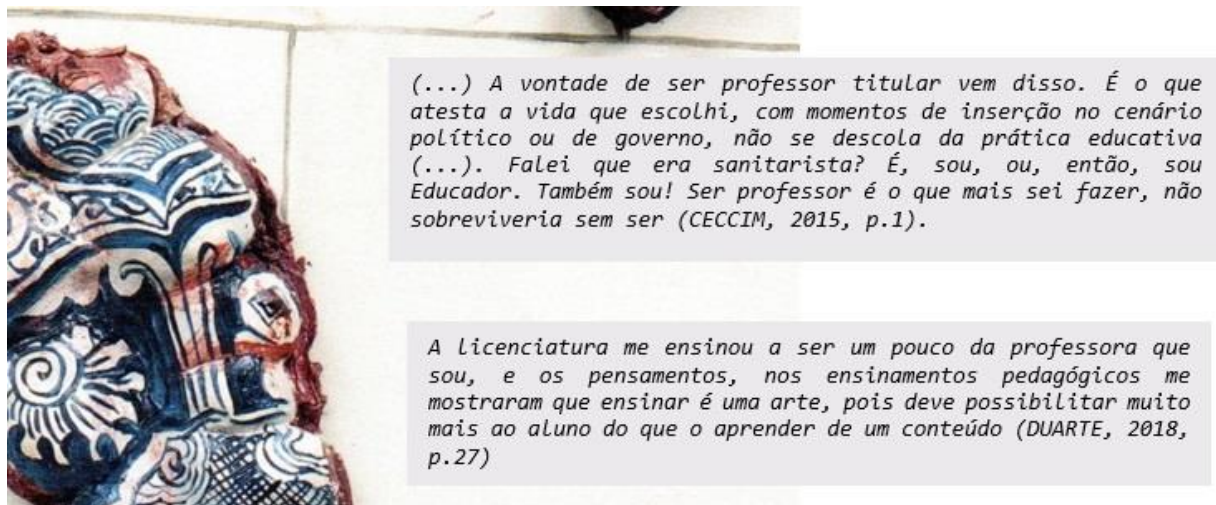 (...) A vontade de ser professor titular vem disso. É o que
atesta a vida que escolhi, com momentos de inserção no cenário
político ou de governo, não se descola da prática educativa
(...). Falei que era sanitarista? É, sou, ou, então, sou
Educador. Também sou! Ser professor é o que mais sei fazer, não
sobreviveria sem ser (CECCIM, 2015, p.1).
A licenciatura me ensinou a ser um pouco da professora que
sou, e os pensamentos, nos ensinamentos pedagógicos me
mostraram que ensinar é uma arte, pois deve possibilitar muito
mais ao aluno do que o aprender de um conteúdo (DUARTE, 2018,
p.27)